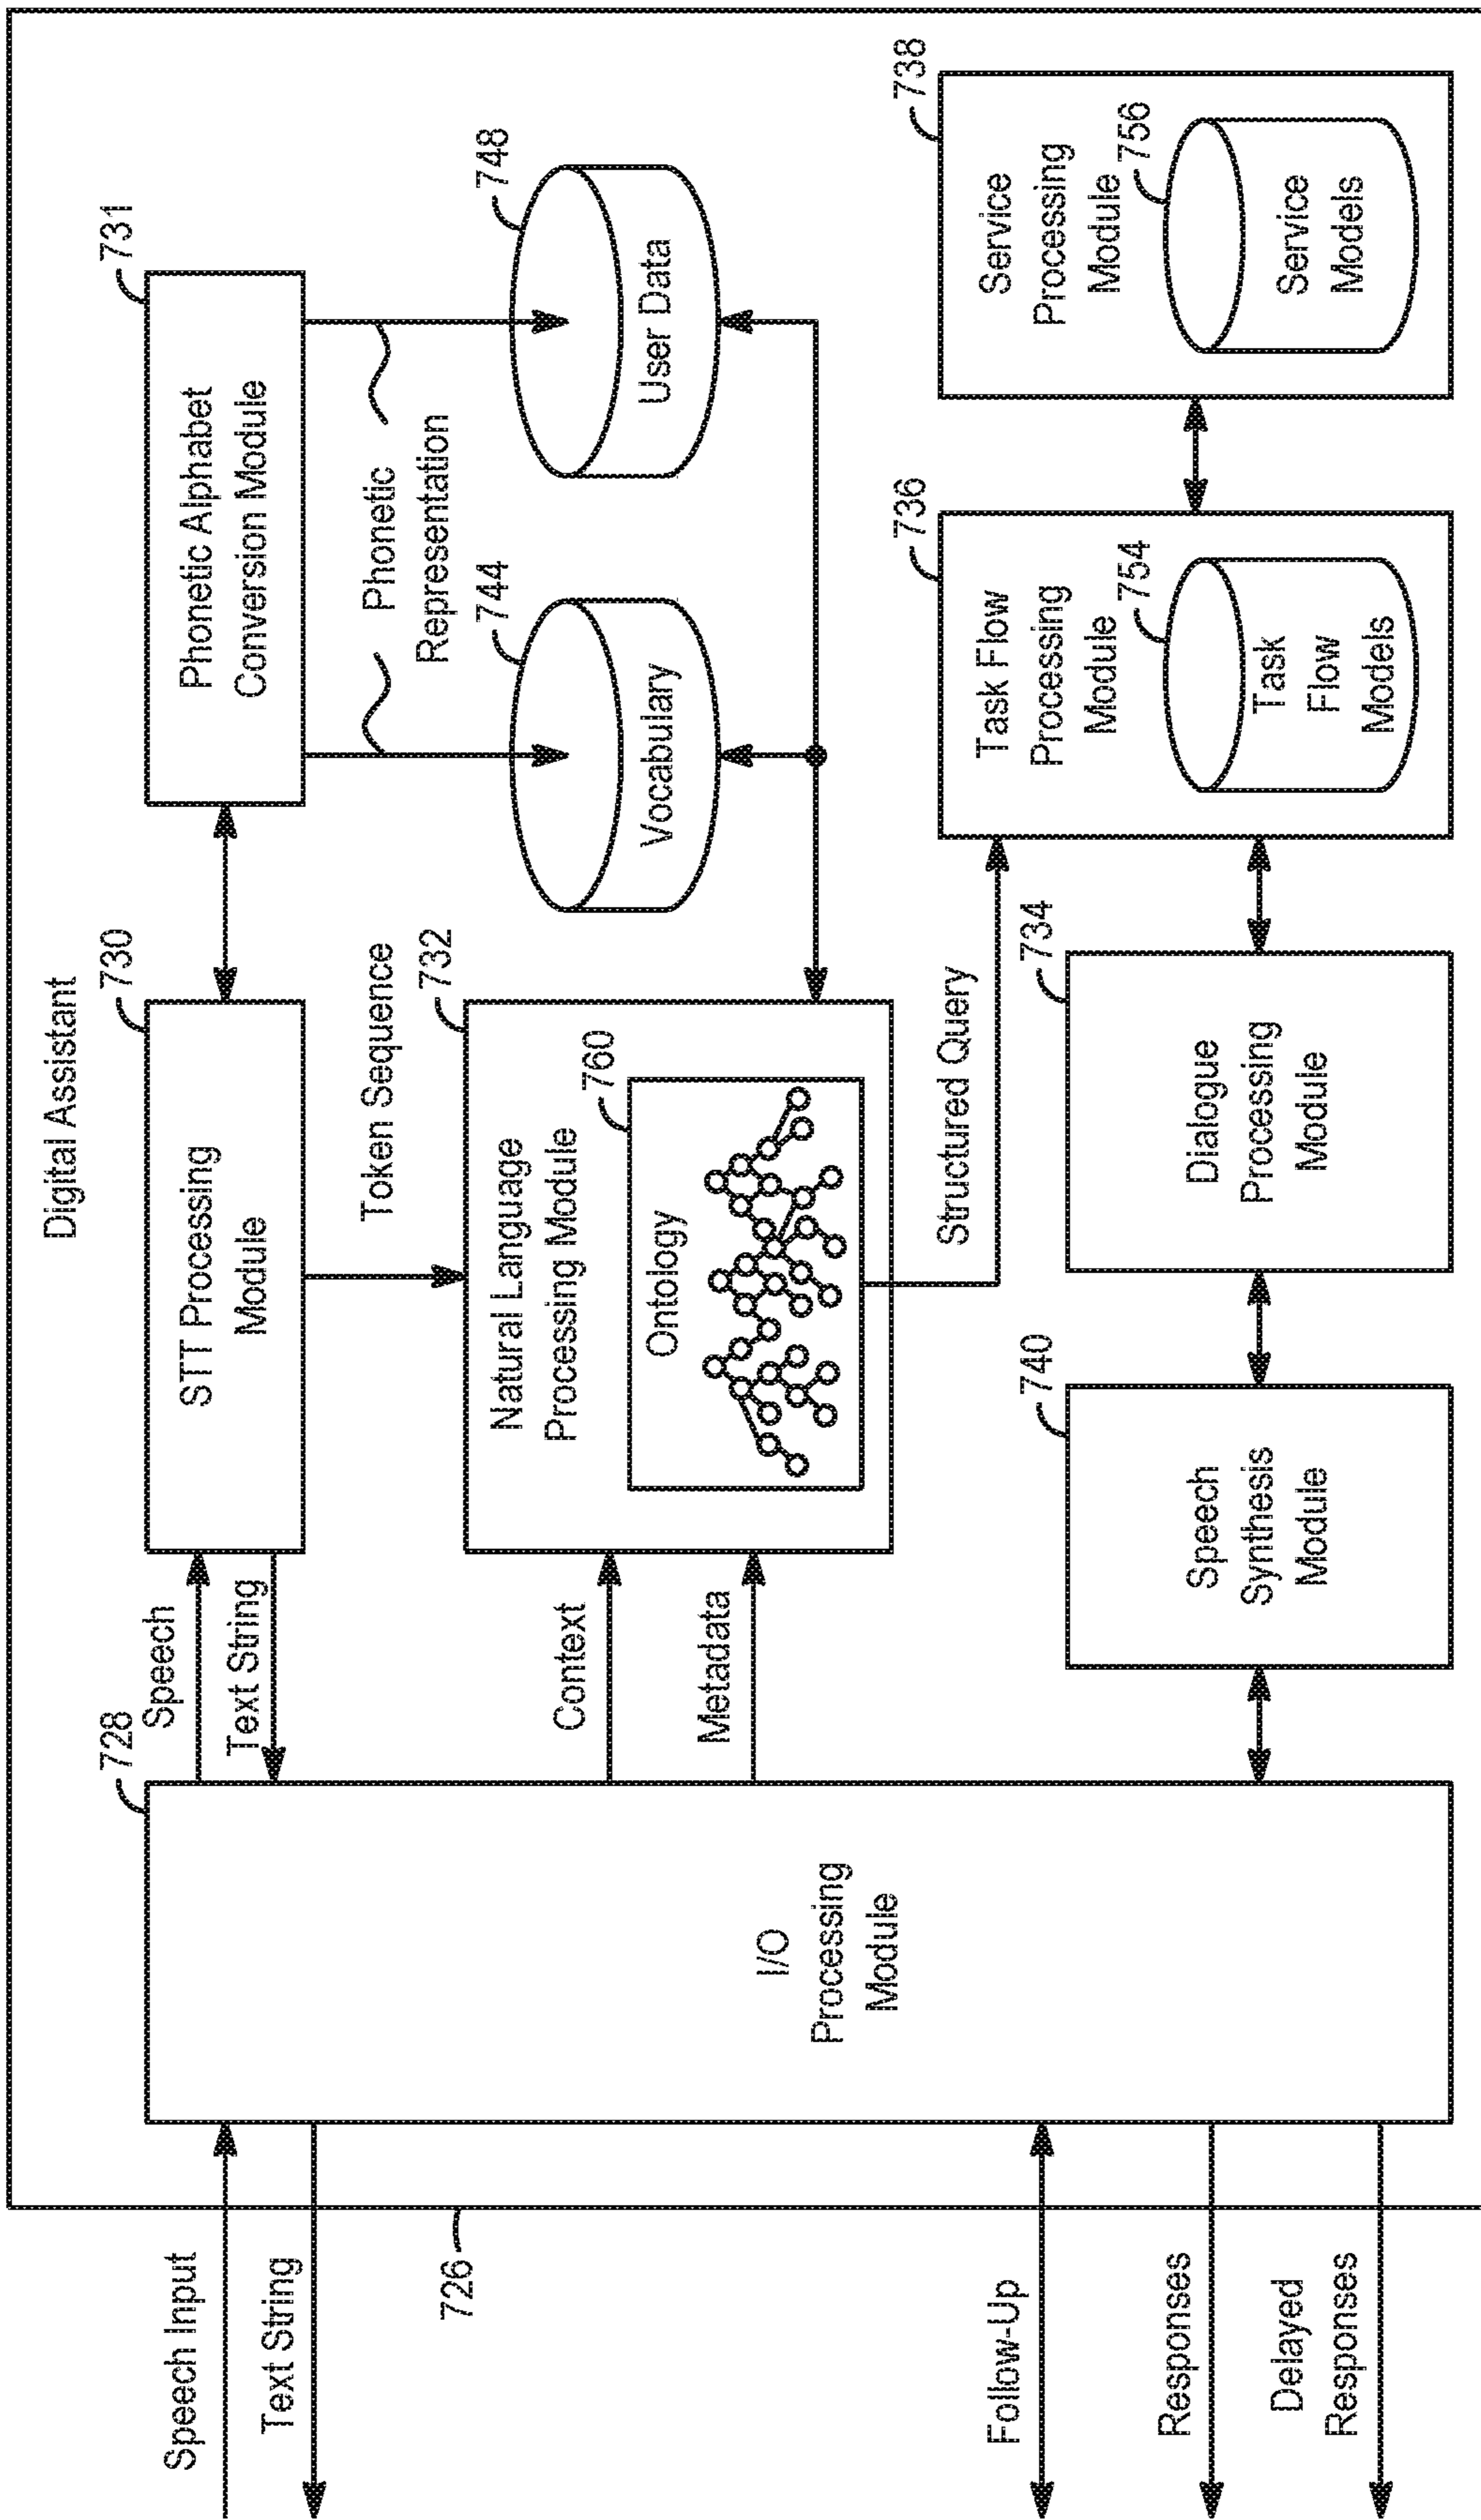 Digital Assistant
726
Speech Input
Text String
Follow-Up
Responses
Delayed
Responses
728
I/O
Processing
Module
Speech
Text String
Context
Metadata
730
STT Processing
Module
Token Sequence
732
Natural Language
Processing Module
760
Ontology
731
Phonetic Alphabet
Conversion Module
Phonetic
Representation
744
Vocabulary
748
User Data
Structured Query
740
Speech
Synthesis
Module
734
Dialogue
Processing
Module
736
Task Flow
Processing
Module
754
Task
Flow
Models
738
Service
Processing
Module
756
Service
Models